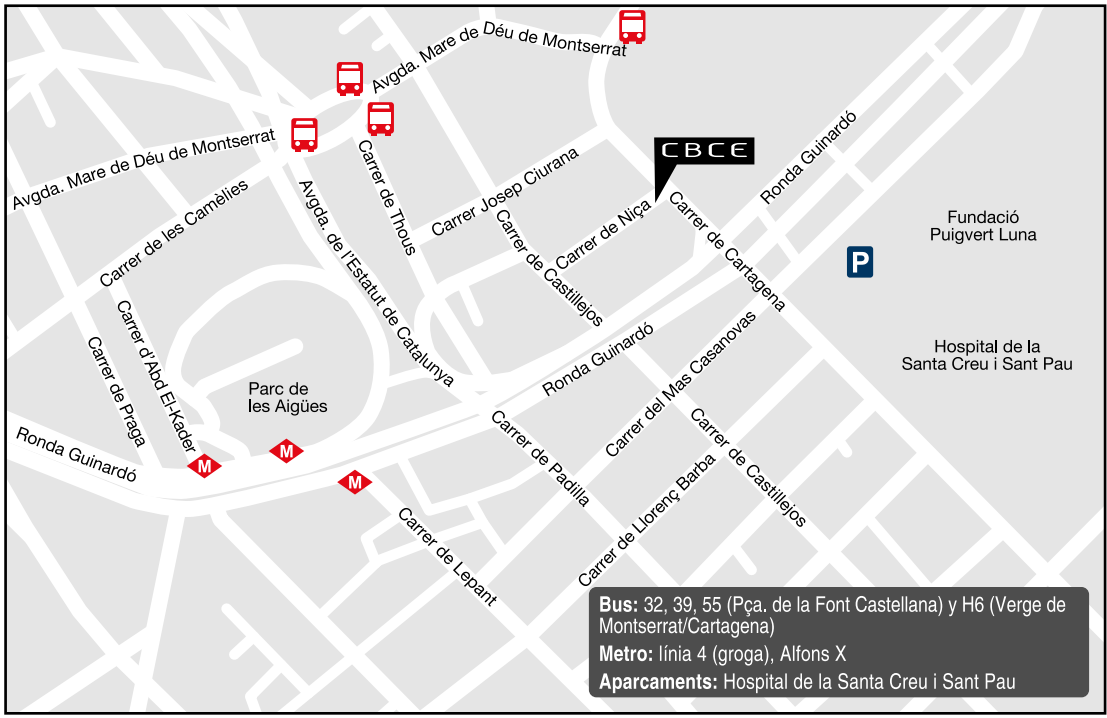 Avgda. Mare de Déu de Montserrat
Avgda. Mare de Déu de Montserrat
CBCE
Ronda Guinardó
Carrer de Thous
Carrer Josep Ciurana
Carrer de les Camèlies
Avgda. de l'Estatut de Catalunya
Carrer de Niça
Carrer de Cartagena
Carrer de Castillejos
Fundació
Puigvert Luna
P
Carrer d'Abd El-Kader
Carrer de Praga
Ronda Guinardó
Carrer del Mas Casanovas
Hospital de la
Santa Creu i Sant Pau
Parc de
les Aigües
Ronda Guinardó
M
M
M
Carrer de Padilla
Carrer de Castillejos
Carrer de Llorenç Barba
Carrer de Lepant
Bus: 32, 39, 55 (Pça. de la Font Castellana) y H6 (Verge de
Montserrat/Cartagena)
Metro: línia 4 (groga), Alfons X
Aparcaments: Hospital de la Santa Creu i Sant Pau